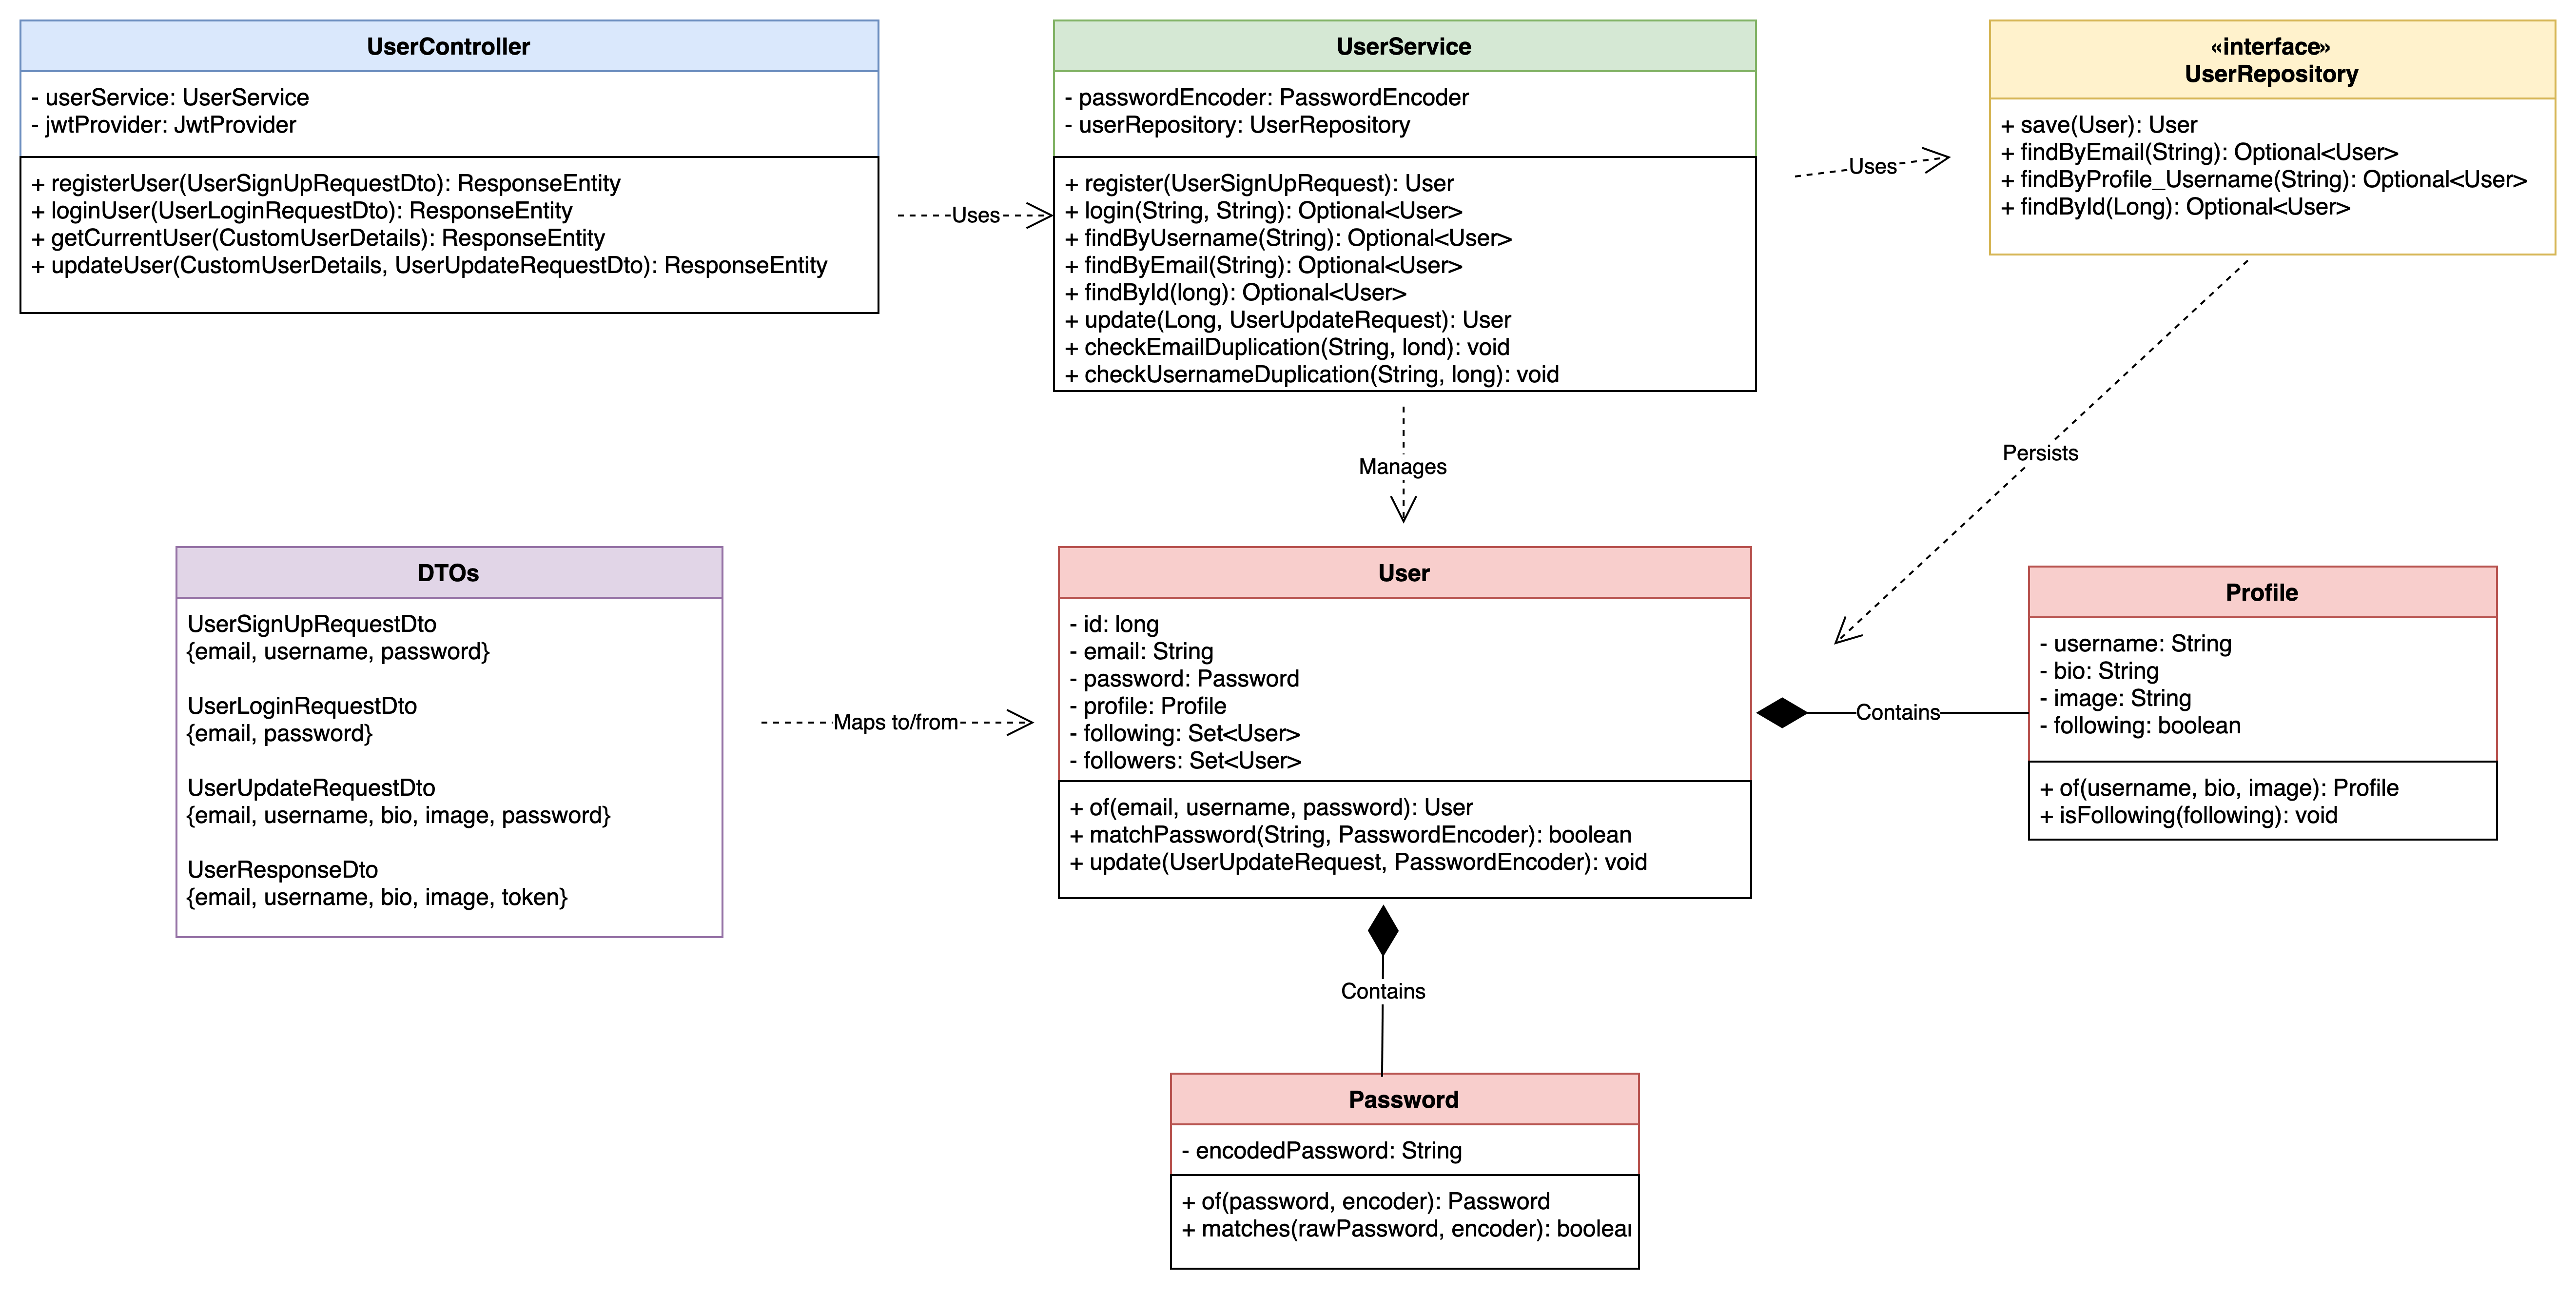 UserController
- userService: UserService
- jwtProvider: JwtProvider
+ registerUser(UserSignUpRequestDto): ResponseEntity
+ loginUser(UserLoginRequestDto): ResponseEntity
+ getCurrentUser(CustomUserDetails): ResponseEntity
+ updateUser(CustomUserDetails, UserUpdateRequestDto): ResponseEntity
Uses
UserService
- passwordEncoder: PasswordEncoder
- userRepository: UserRepository
+ register(UserSignUpRequest): User
+ login(String, String): Optional<User>
+ findByUsername(String): Optional<User>
+ findByEmail(String): Optional<User>
+ findById(long): Optional<User>
+ update(Long, UserUpdateRequest): User
+ checkEmailDuplication(String, lond): void
+ checkUsernameDuplication(String, long): void
Uses
«interface»
UserRepository
+ save(User): User
+ findByEmail(String): Optional<User>
+ findByProfile_Username(String): Optional<User>
+ findById(Long): Optional<User>
Manages
Persists
DTOs
UserSignUpRequestDto
{email, username, password}
UserLoginRequestDto
{email, password}
UserUpdateRequestDto
{email, username, bio, image, password}
UserResponseDto
{email, username, bio, image, token}
Maps to/from
User
- id: long
- email: String
- password: Password
- profile: Profile
- following: Set<User>
- followers: Set<User>
+ of(email, username, password): User
+ matchPassword(String, PasswordEncoder): boolean
+ update(UserUpdateRequest, PasswordEncoder): void
Contains
Profile
- username: String
- bio: String
- image: String
- following: boolean
+ of(username, bio, image): Profile
+ isFollowing(following): void
Contains
Password
- encodedPassword: String
+ of(password, encoder): Password
+ matches(rawPassword, encoder): boolean